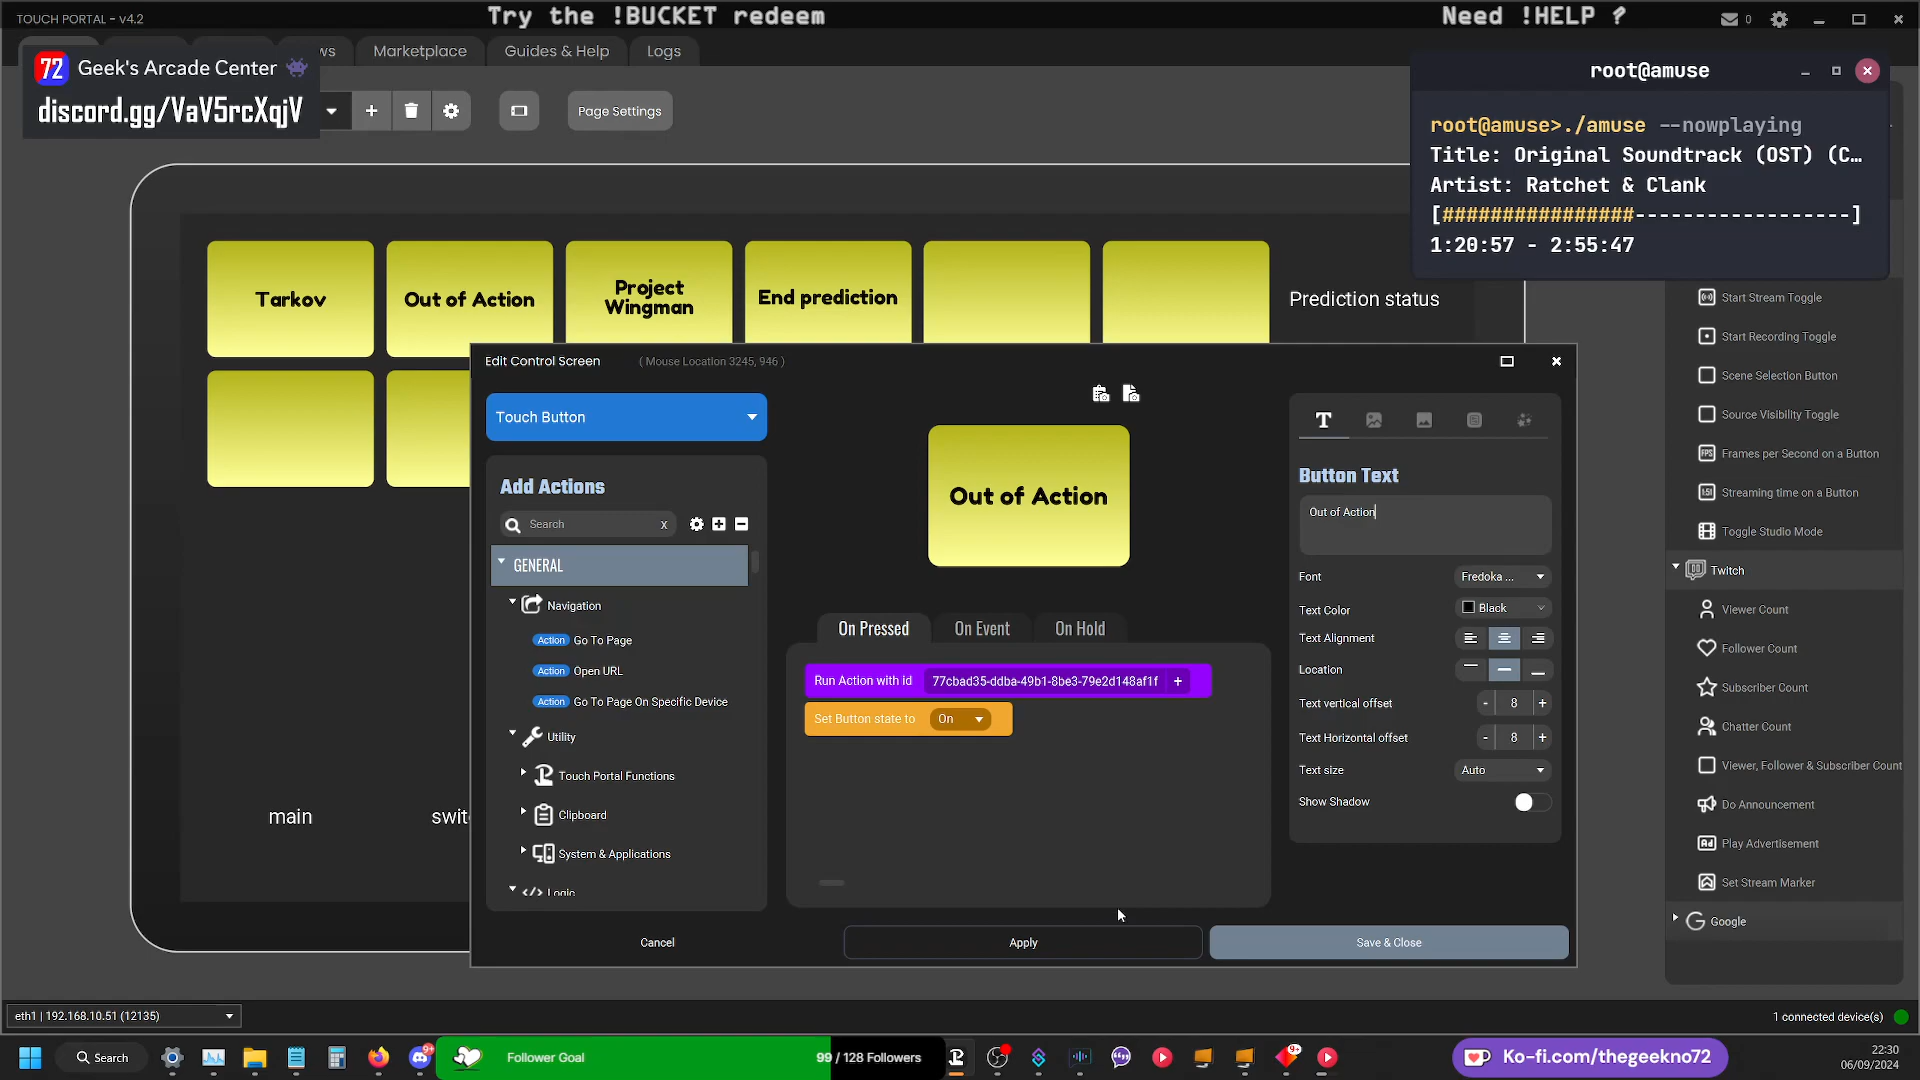 TOUCH PORTAL - v4.2
Try the !BUCKET redeem
Need !HELP ?
0
ws
Marketplace
Guides & Help
Logs
72 Geek's Arcade Center
discord.gg/VaV5rcXqjV
Page Settings
root@amuse
root@amuse>./amuse --nowplaying
Title: Original Soundtrack (OST) (C…
Artist: Ratchet & Clank
[################------------------]
1:20:57 - 2:55:47
Tarkov
Out of Action
Project
Wingman
End prediction
Prediction status
Edit Control Screen
( Mouse Location 3245, 946 )
Touch Button
Add Actions
Search
x
GENERAL
Navigation
Action Go To Page
Action Open URL
Action Go To Page On Specific Device
Utility
Touch Portal Functions
Clipboard
System & Applications
Logic
Out of Action
On Pressed
On Event
On Hold
Run Action with id 77cbad35-ddba-49b1-8be3-79e2d148af1f +
Set Button state to On
T
Button Text
Out of Action
Font
Fredoka ...
Text Color
Black
Text Alignment
Location
Text vertical offset
- 8 +
Text Horizontal offset
- 8 +
Text size
Auto
Show Shadow
Cancel
Apply
Save & Close
main
switc
Start Stream Toggle
Start Recording Toggle
Scene Selection Button
Source Visibility Toggle
FPS Frames per Second on a Button
Streaming time on a Button
Toggle Studio Mode
Twitch
Viewer Count
Follower Count
Subscriber Count
Chatter Count
Viewer, Follower & Subscriber Count
Do Announcement
Ad Play Advertisement
Set Stream Marker
Google
eth1 | 192.168.10.51 (12135)
1 connected device(s)
Search
9+
Follower Goal
99 / 128 Followers
9+
Ko-fi.com/thegeekno72
22:30
06/09/2024